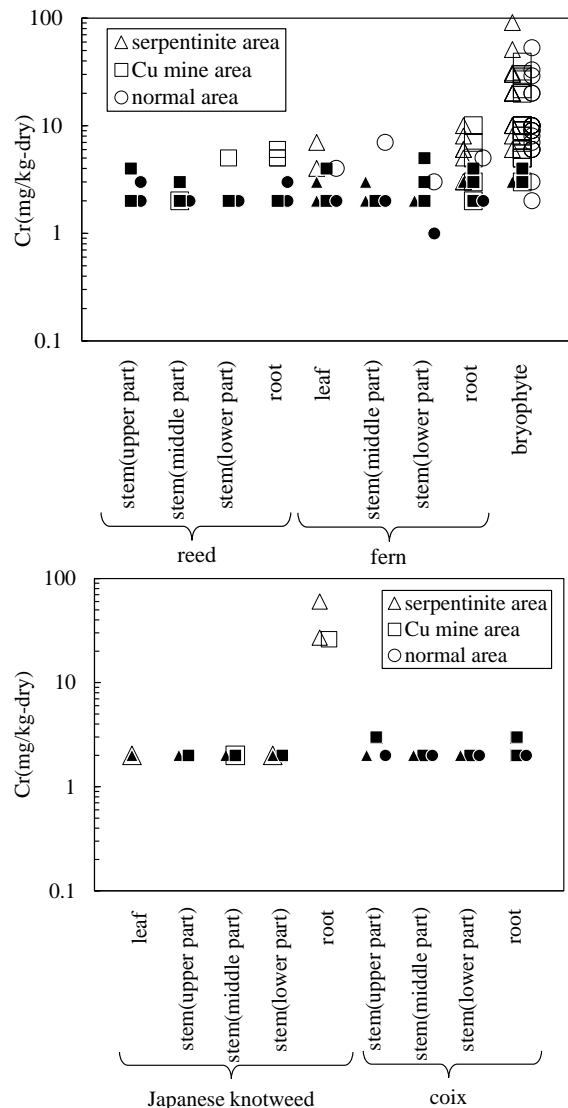 100
10
1
0.1
Cr(mg/kg-dry)
serpentinite area
Cu mine area
normal area
stem(upper part)
stem(middle part)
stem(lower part)
root
leaf
stem(middle part)
stem(lower part)
root
bryophyte
reed
fern
100
10
1
0.1
Cr(mg/kg-dry)
serpentinite area
Cu mine area
normal area
leaf
stem(upper part)
stem(middle part)
stem(lower part)
root
stem(upper part)
stem(middle part)
stem(lower part)
root
Japanese knotweed
coix